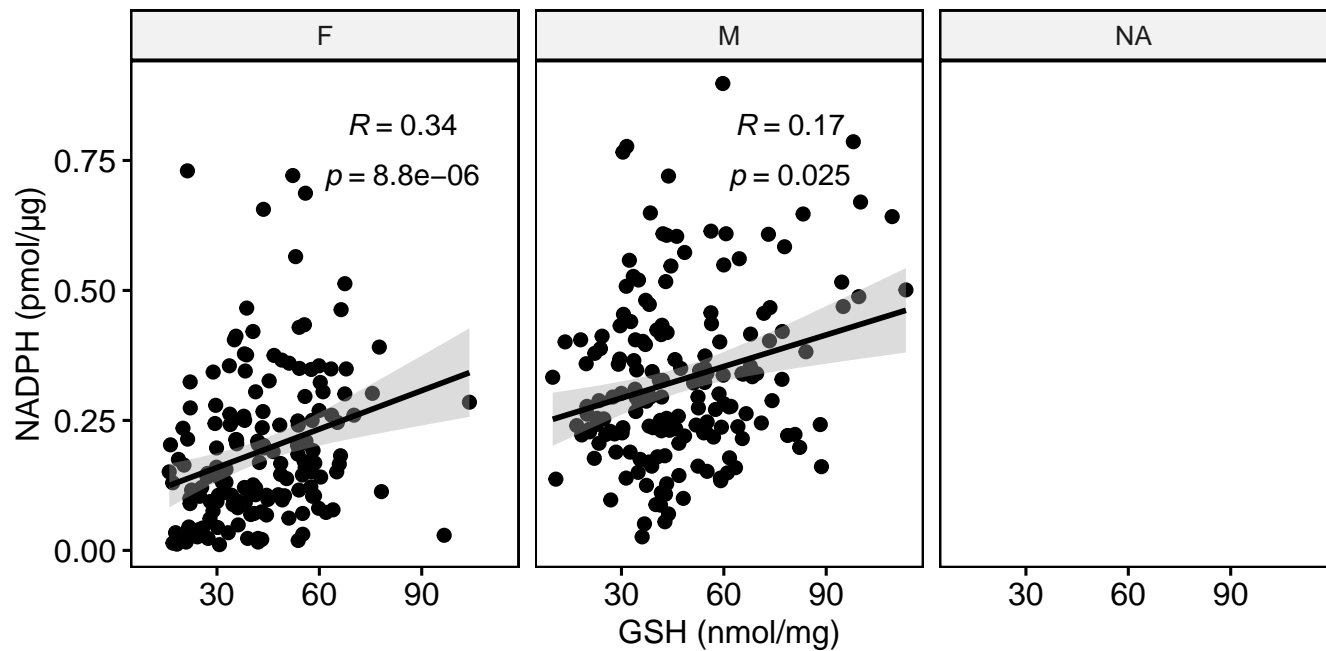 F
M
NA
R = 0.34
p = 8.8e−06
R = 0.17
p = 0.025
NADPH (pmol/µg)
0.75
0.50
0.25
0.00
30 60 90
30 60 90
30 60 90
GSH (nmol/mg)